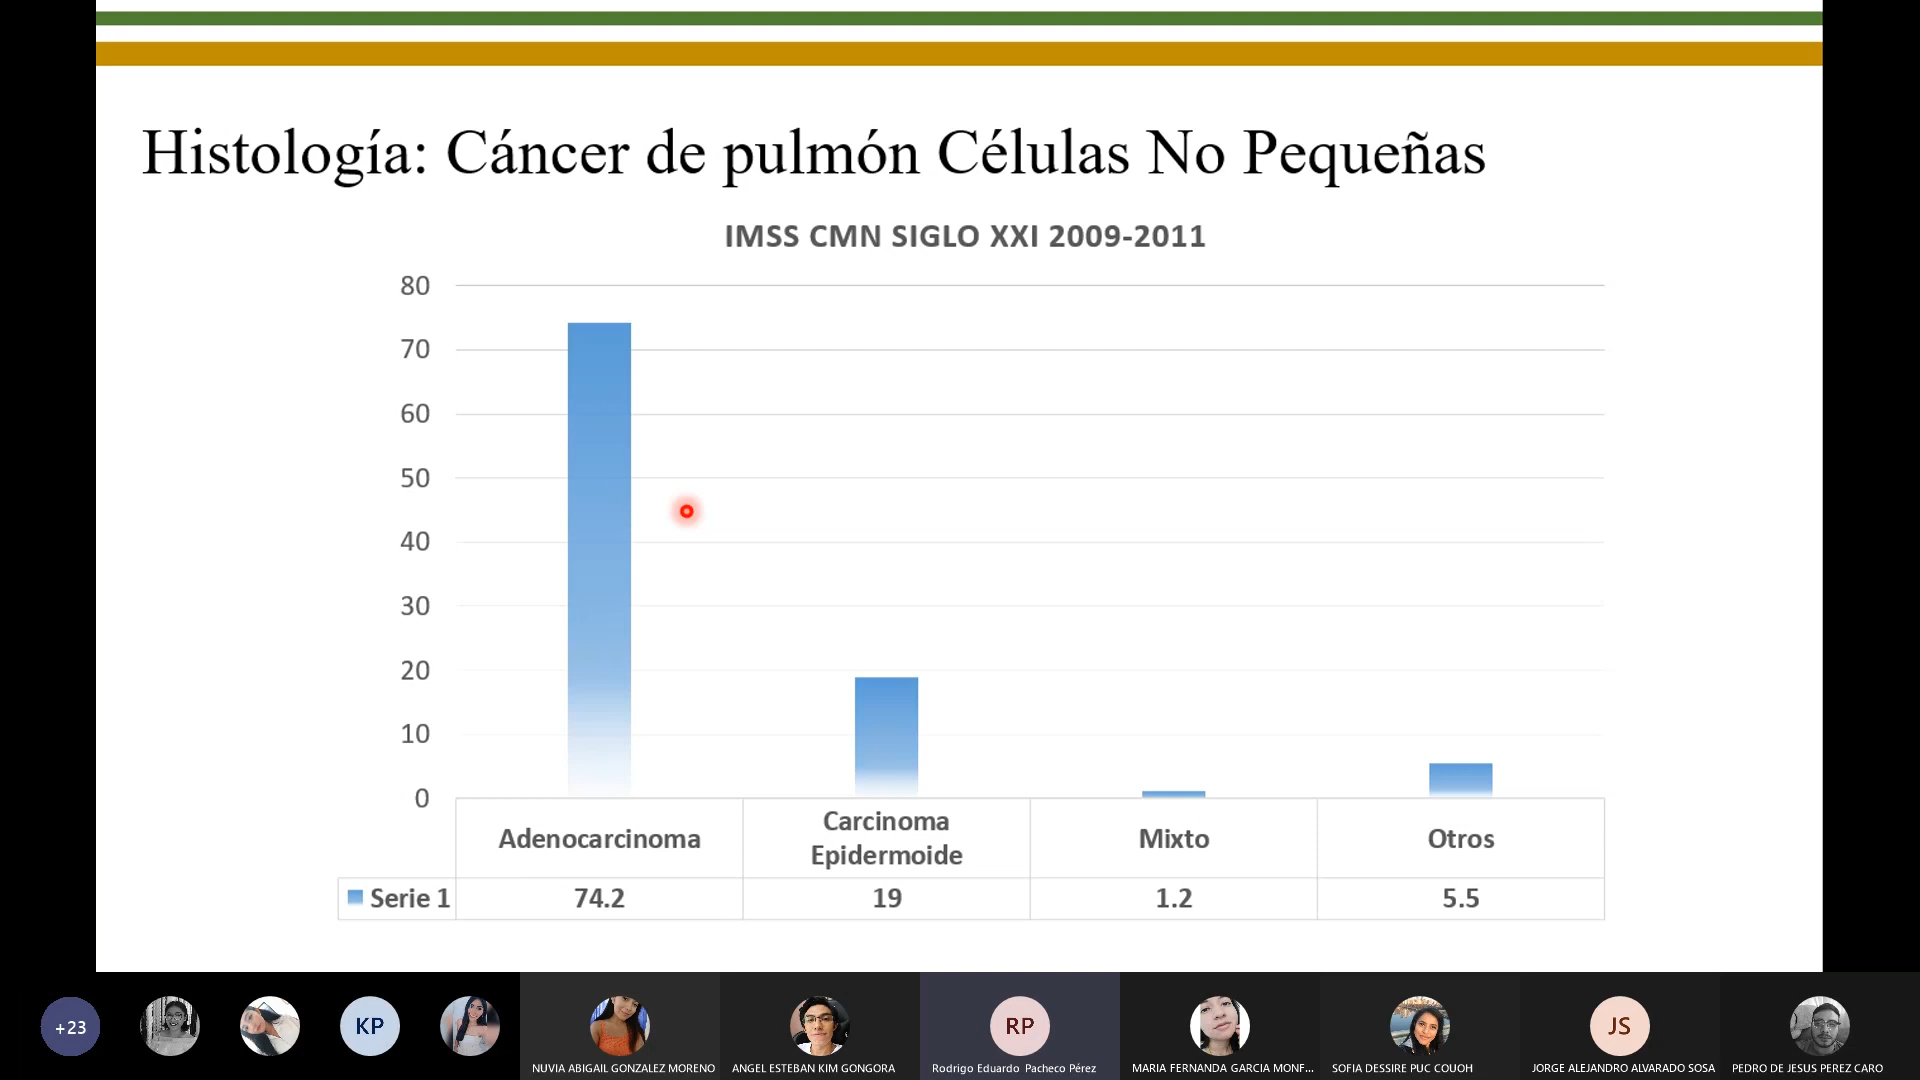 Histología: Cáncer de pulmón Células No Pequeñas
IMSS CMN SIGLO XXI 2009-2011
80
70
60
50
40
30
20
10
0
Adenocarcinoma
Carcinoma
Epidermoide
Mixto
Otros
Serie 1
74.2
19
1.2
5.5
+23
KP
RP
JS
NUVIA ABIGAIL GONZALEZ MORENO
ANGEL ESTEBAN KIM GONGORA
Rodrigo Eduardo Pacheco Pérez
MARIA FERNANDA GARCIA MONF...
SOFIA DESSIRE PUC COUOH
JORGE ALEJANDRO ALVARADO SOSA
PEDRO DE JESUS PEREZ CARO